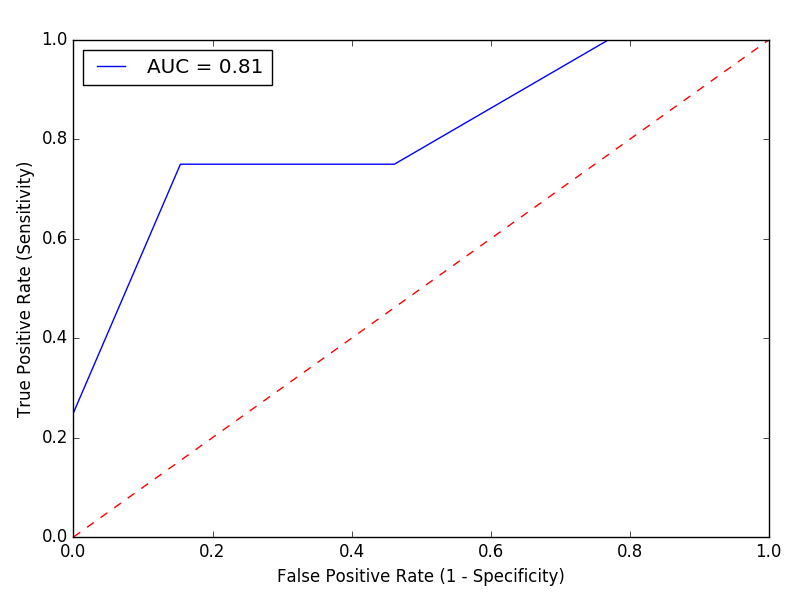 AUC = 0.81
True Positive Rate (Sensitivity)
1.0
0.8
0.6
0.4
0.2
0.0
0.0 0.2 0.4 0.6 0.8 1.0
False Positive Rate (1 - Specificity)